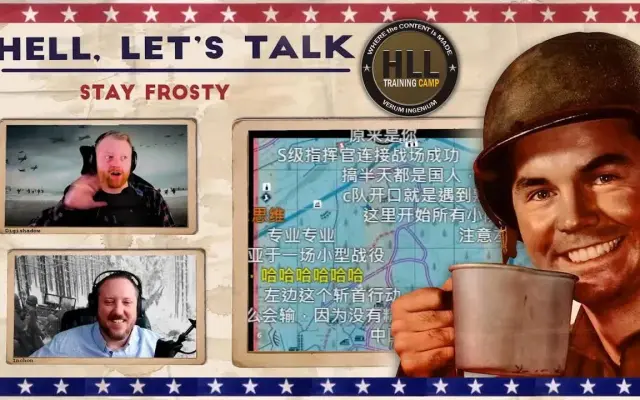 HELL, LET'S TALK
STAY FROSTY
WHERE the CONTENT is MADE
HLL
TRAINING CAMP
VERUM INGENIUM
Digishadow
原来是你
S级指挥官连接战场成功
搞半天都是国人
c队开口就是遇到
思维
这里开始所有小
专业专业
注意
亚于一场小型战役
哈哈哈哈哈哈
左边这个斩首行动
么会输·因为没有精
中